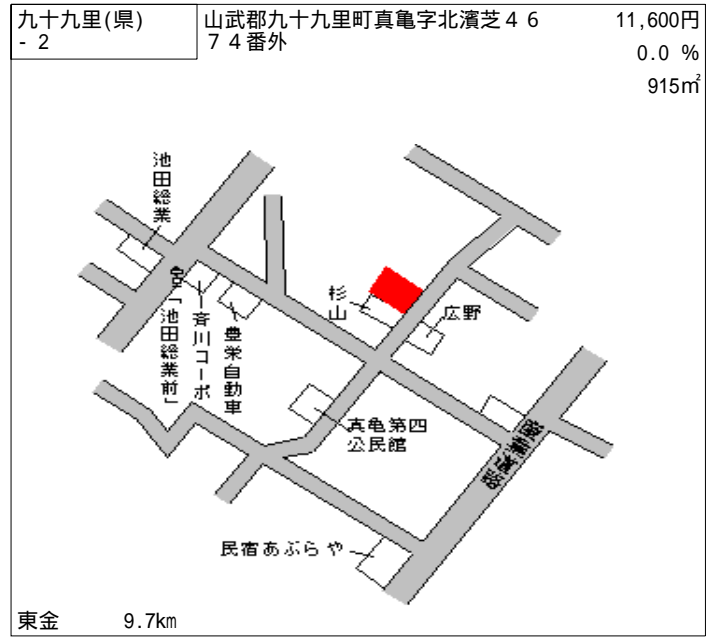 九十九里(県)
- 2
山武郡九十九里町真亀字北濱芝４６
７４番外
11,600円
0.0 %
915㎡
池田総業
「池田総業前」
斉川コーポ
豊栄自動車
杉山
広野
真亀第四
公民館
民宿あぶらや
東金 9.7km